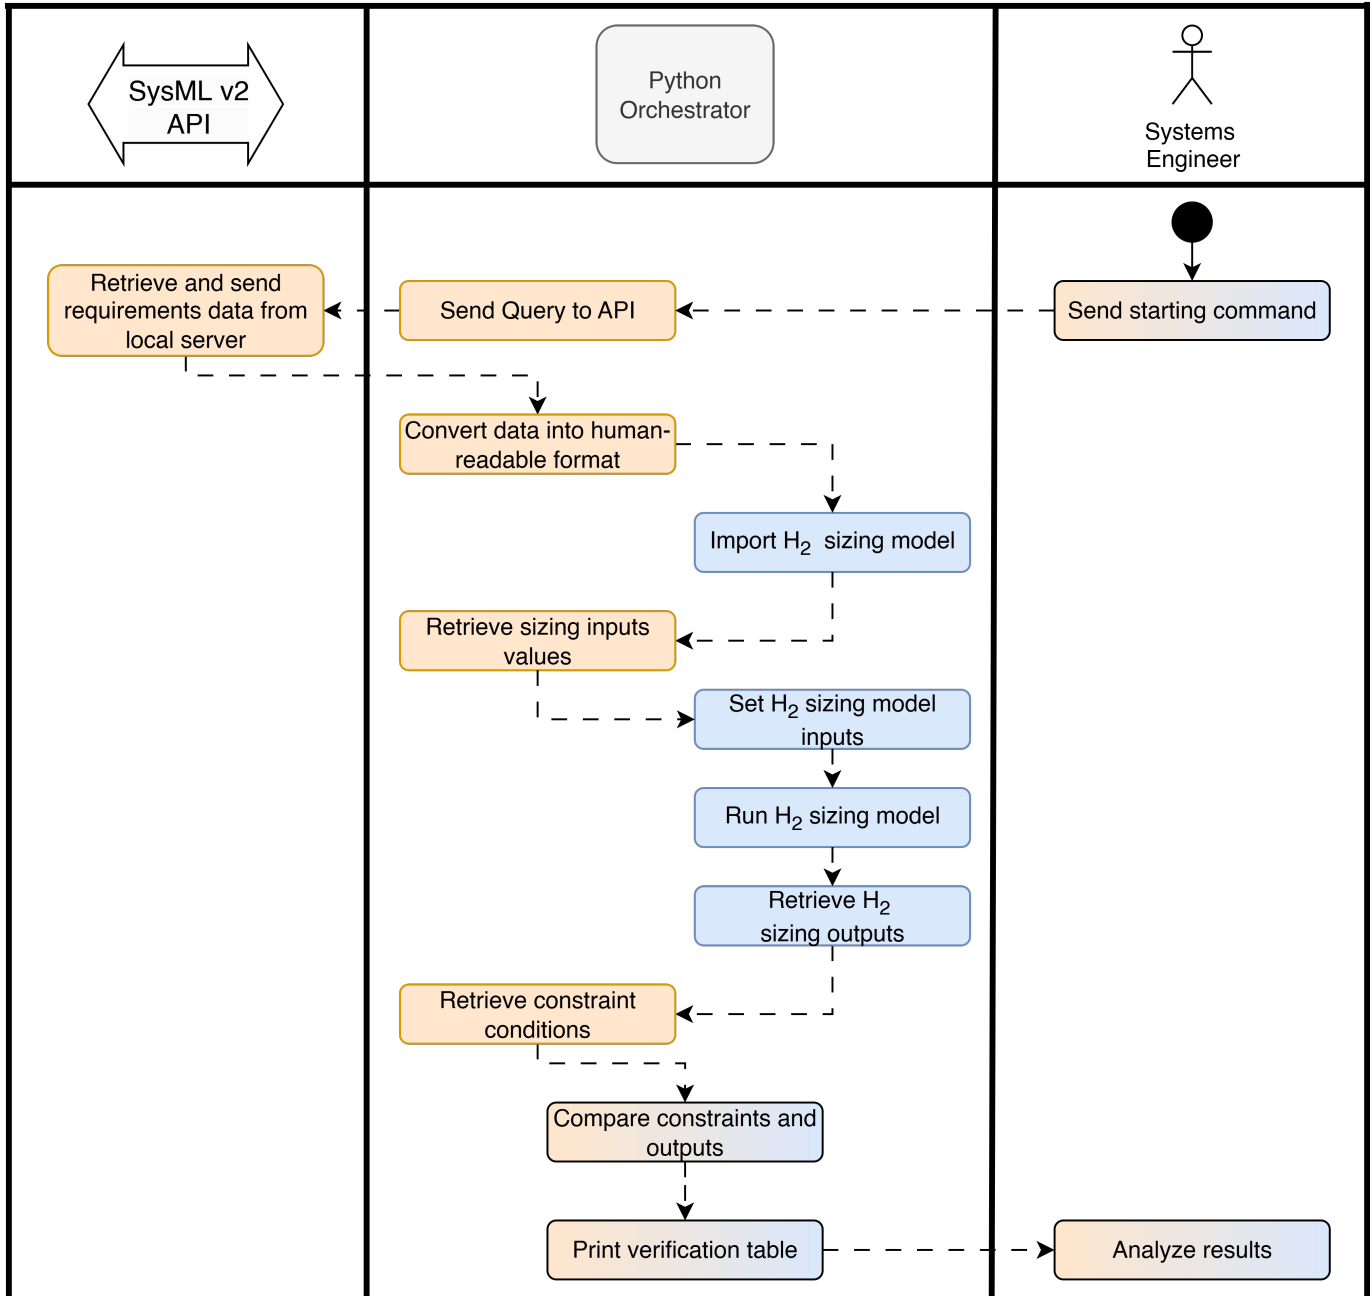 SysML v2
API
Python
Orchestrator
Systems
Engineer
Retrieve and send
requirements data from
local server
Send Query to API
Send starting command
Convert data into human-
readable format
Import H₂ sizing model
Retrieve sizing inputs
values
Set H₂ sizing model
inputs
Run H₂ sizing model
Retrieve H₂
sizing outputs
Retrieve constraint
conditions
Compare constraints and
outputs
Print verification table
Analyze results